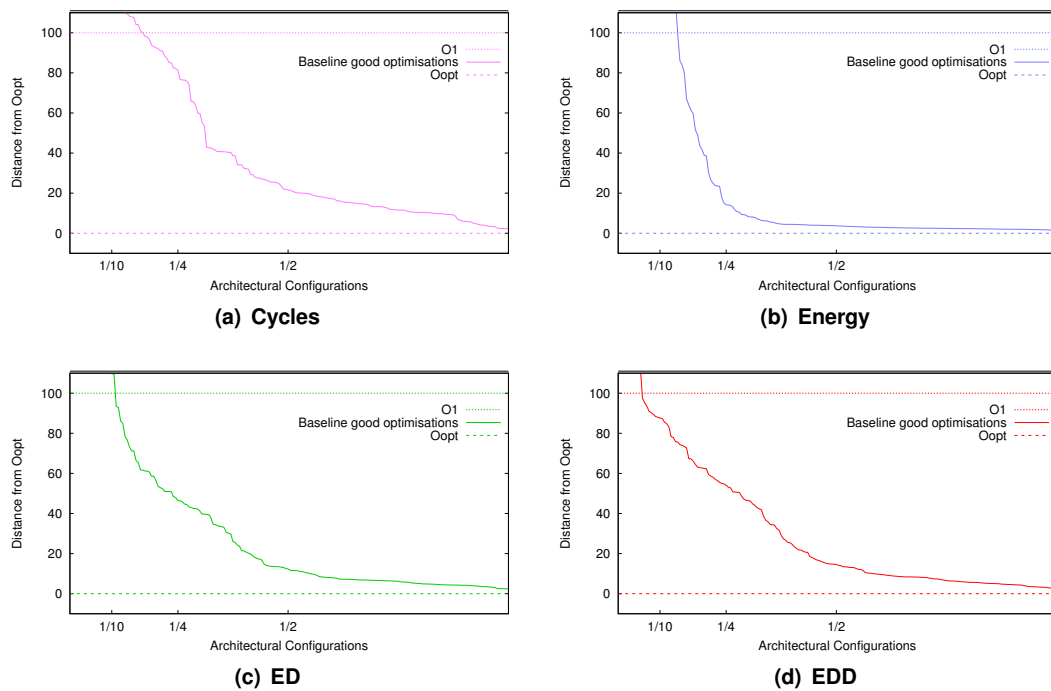 O1
Baseline good optimisations
Oopt
Distance from Oopt
100
80
60
40
20
0
1/10 1/4 1/2
Architectural Configurations
(a) Cycles
O1
Baseline good optimisations
Oopt
Distance from Oopt
100
80
60
40
20
0
1/10 1/4 1/2
Architectural Configurations
(b) Energy
O1
Baseline good optimisations
Oopt
Distance from Oopt
100
80
60
40
20
0
1/10 1/4 1/2
Architectural Configurations
(c) ED
O1
Baseline good optimisations
Oopt
Distance from Oopt
100
80
60
40
20
0
1/10 1/4 1/2
Architectural Configurations
(d) EDD